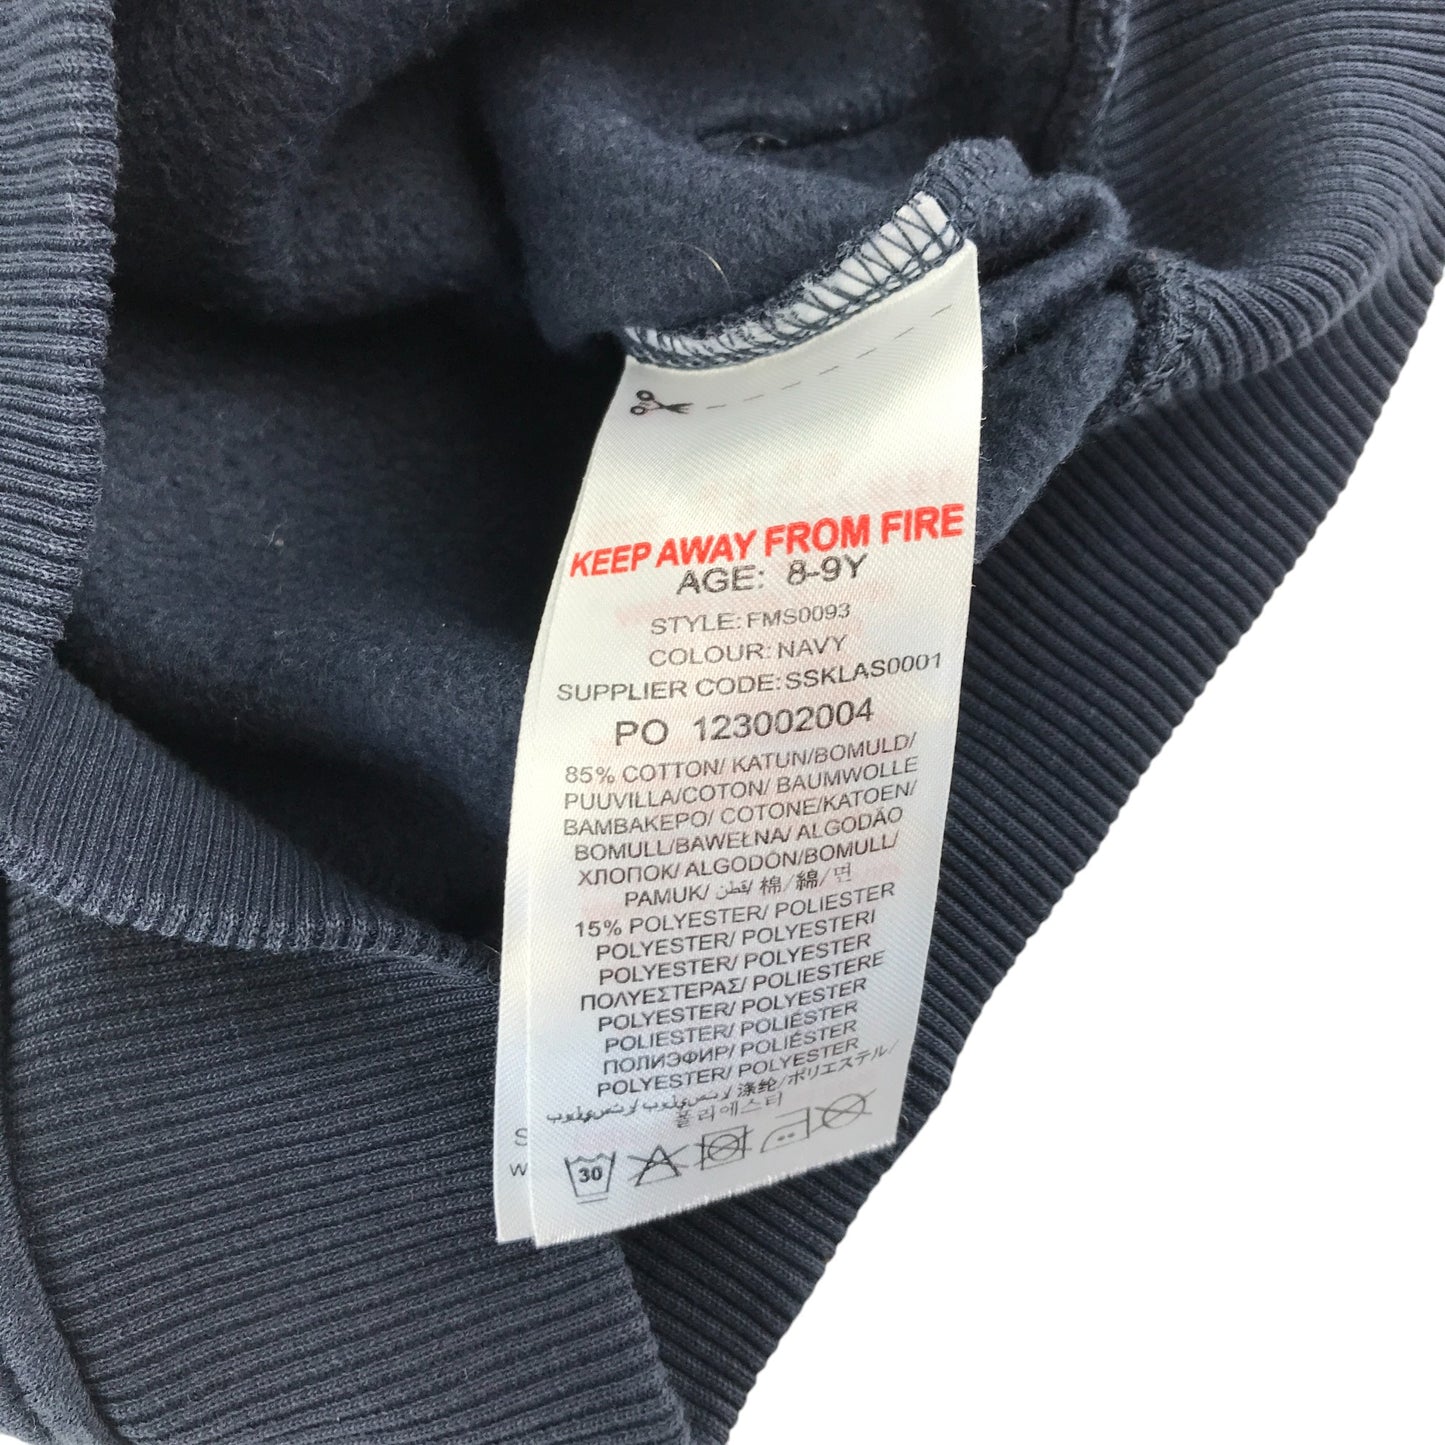 KEEP AWAY FROM FIRE
AGE: 8-9Y
STYLE: FMS0093
COLOUR: NAVY
SUPPLIER CODE: SSKLAS0001
PO 123002004
85% COTTON/ KATUN/BOMULD/
PUUVILLA/COTON/ BAUMWOLLE
BAMBAKEPO/ COTONE/KATOEN/
BOMULL/BAWEŁNA/ ALGODÃO
ХЛОПОК/ ALGODÓN/BOMULL/
PAMUK/ قطن/ 棉/ 綿/ 면
15% POLYESTER/ POLIESTER
POLYESTER/ POLYESTERI
POLYESTER/ POLYESTER
ΠΟΛΥΕΣΤΕΡΑΣ/ POLIESTERE
POLYESTER/ POLYESTER
POLIESTER/ POLIÉSTER
ПОЛИЭФИР/ POLIÉSTER
POLYESTER/ POLYESTER
涤纶/ポリエステル/
폴리에스터
30